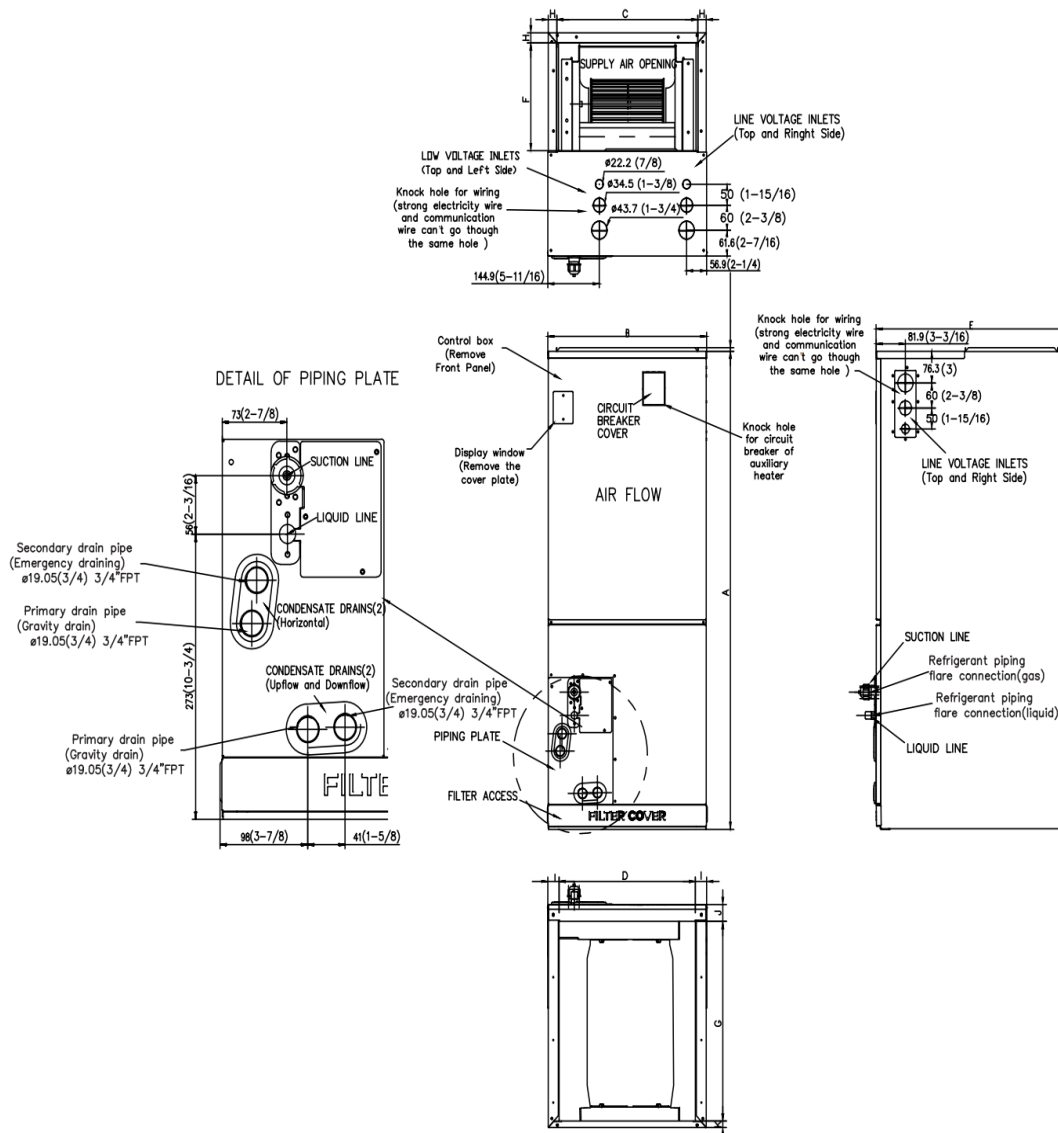 H
C
H
H
F
SUPPLY AIR OPENING
LINE VOLTAGE INLETS
(Top and Ringht Side)
LOW VOLTAGE INLETS
(Top and Left Side)
Knock hole for wiring
(strong electricity wire
and communication
wire can't go though
the same hole )
ø22.2 (7/8)
ø34.5 (1-3/8)
ø43.7 (1-3/4)
50 (1-15/16)
60 (2-3/8)
61.6(2-7/16)
56.9(2-1/4)
144.9(5-11/16)
B
Control box
(Remove
Front Panel)
CIRCUIT
BREAKER
COVER
Display window
(Remove the
cover plate)
Knock hole
for circuit
breaker of
auxiliary
heater
AIR FLOW
A
Knock hole for wiring
(strong electricity wire
and communication
wire can't go though
the same hole )
E
81.9(3-3/16)
76.3(3)
60 (2-3/8)
50(1-15/16)
LINE VOLTAGE INLETS
(Top and Right Side)
DETAIL OF PIPING PLATE
73(2-7/8)
SUCTION LINE
56(2-3/16)
LIQUID LINE
Secondary drain pipe
(Emergency draining)
ø19.05(3/4) 3/4"FPT
Primary drain pipe
(Gravity drain)
ø19.05(3/4) 3/4"FPT
CONDENSATE DRAINS(2)
(Horizontal)
273(10-3/4)
CONDENSATE DRAINS(2)
(Upflow and Downflow)
Secondary drain pipe
(Emergency draining)
ø19.05(3/4) 3/4"FPT
Primary drain pipe
(Gravity drain)
ø19.05(3/4) 3/4"FPT
FILTE
98(3-7/8)
41(1-5/8)
PIPING PLATE
FILTER ACCESS
FILTER COVER
SUCTION LINE
Refrigerant piping
flare connection(gas)
Refrigerant piping
flare connection(liquid)
LIQUID LINE
I
D
I
J
G
K